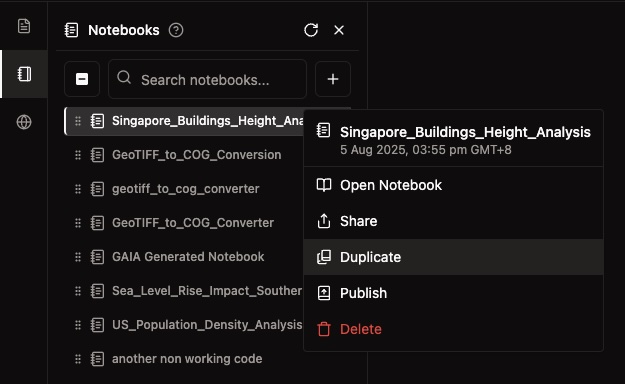 Notebooks
Search notebooks...
Singapore_Buildings_Height_Ana
GeoTIFF_to_COG_Conversion
geotiff_to_cog_converter
GeoTIFF_to_COG_Converter
GAIA Generated Notebook
Sea_Level_Rise_Impact_Souther
US_Population_Density_Analysis
another non working code
Singapore_Buildings_Height_Analysis
5 Aug 2025, 03:55 pm GMT+8
Open Notebook
Share
Duplicate
Publish
Delete